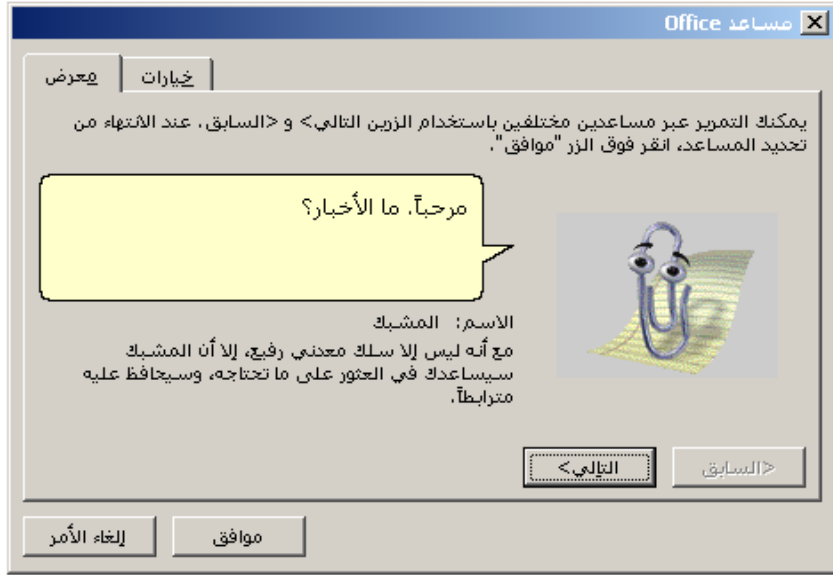 مساعد Office
معرض
خيارات
يمكنك التمرير عبر مساعدين مختلفين باستخدام الزرين التالي> و <السابق. عند الانتهاء من
تحديد المساعد، انقر فوق الزر "موافق".
مرحباً. ما الأخبار؟
الاسم: المشبك
مع أنه ليس إلا سلك معدني رفيع، إلا أن المشبك
سيساعدك في العثور على ما تحتاجه، وسيحافظ عليه
مترابطاً.
<السابق
التالي>
موافق
إلغاء الأمر